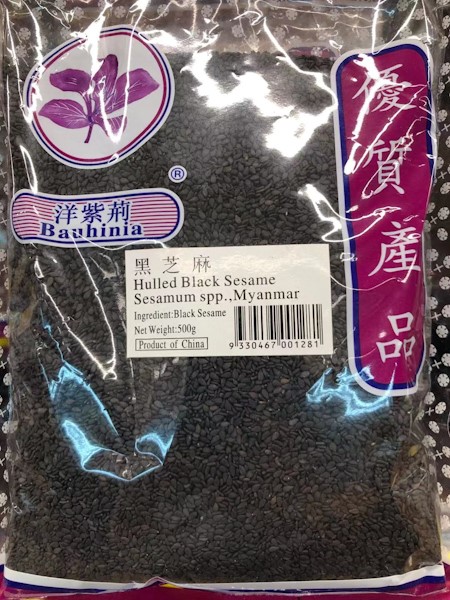 ®
洋紫荊
Bauhinia
優質產品
黑芝麻
Hulled Black Sesame
Sesamum spp.,Myanmar
Ingredient:Black Sesame
Net Weight:500g
Product of China
9 330467 001281